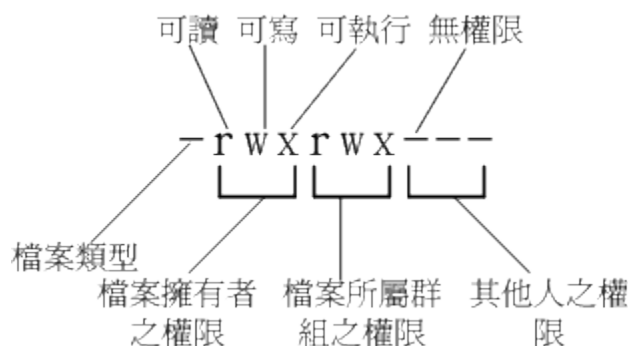 可讀 可寫 可執行 無權限
-rwxrwx---
檔案類型
檔案擁有者
之權限
檔案所屬群
組之權限
其他人之權
限